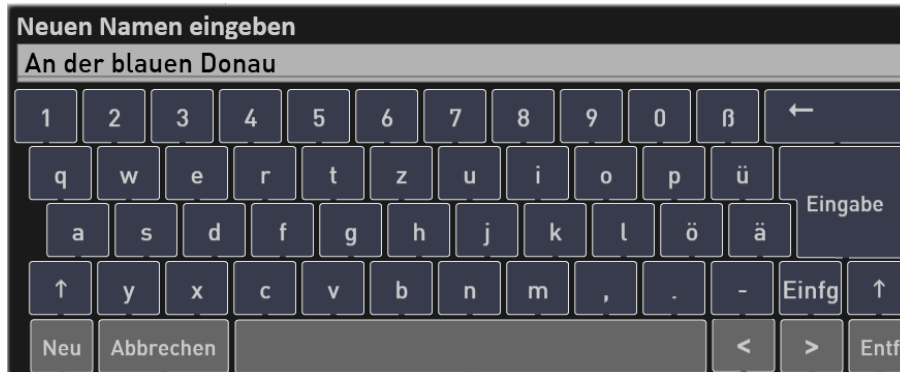 Neuen Namen eingeben
An der blauen Donau
1 2 3 4 5 6 7 8 9 0 ß ←
q w e r t z u i o p ü
Eingabe
a s d f g h j k l ö ä
↑ y x c v b n m , . - Einfg ↑
Neu Abbrechen < > Entf